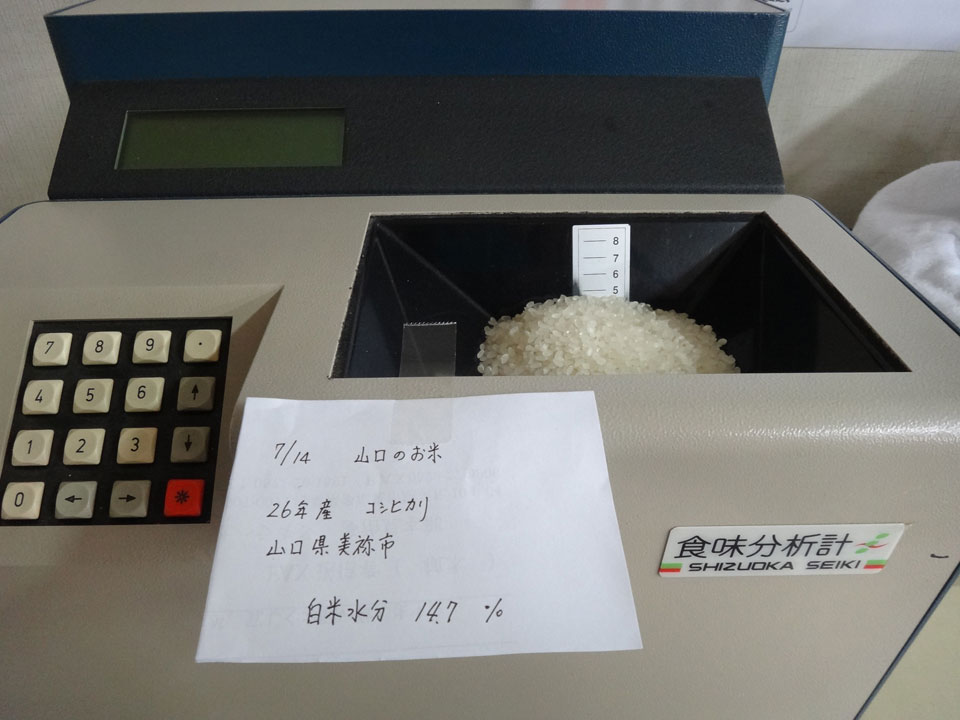 8
7
6
5
7 8 9 ·
4 5 6 ↑
1 2 3 ↓
0 ← → ✳
7/14 山口のお米
26年産 コシヒカリ
山口県美祢市
白米水分 14.7 %
食味分析計
SHIZUOKA SEIKI